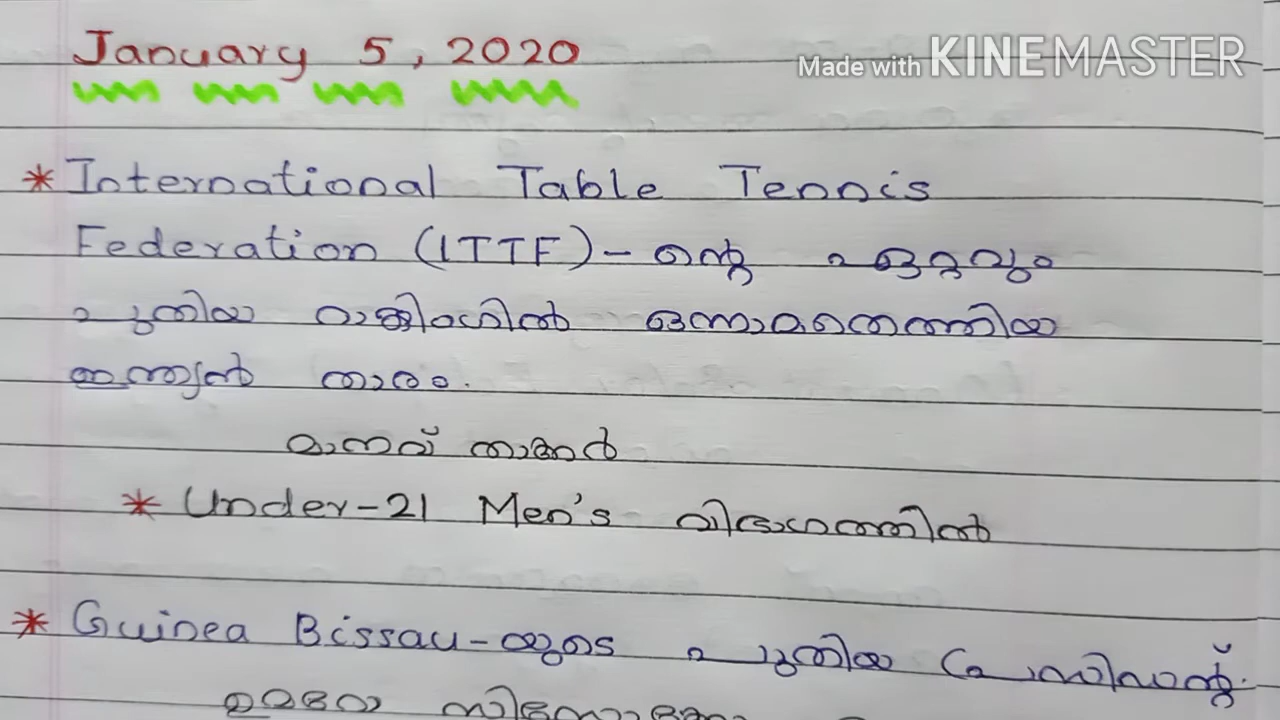 January 5, 2020
Made with KINEMASTER
* International Table Tennis
Federation (ITTF)- ന്റെ ഏറ്റവും
പുതിയ റാങ്കിംഗിൽ ഒന്നാമതെത്തിയ
ഇന്ത്യൻ താരം.
മാനവ് താക്കർ
* Under-21 Men's വിഭാഗത്തിൽ
* Guinea Bissau-യുടെ പുതിയ പ്രസിഡന്റ്.
ഉമരോ